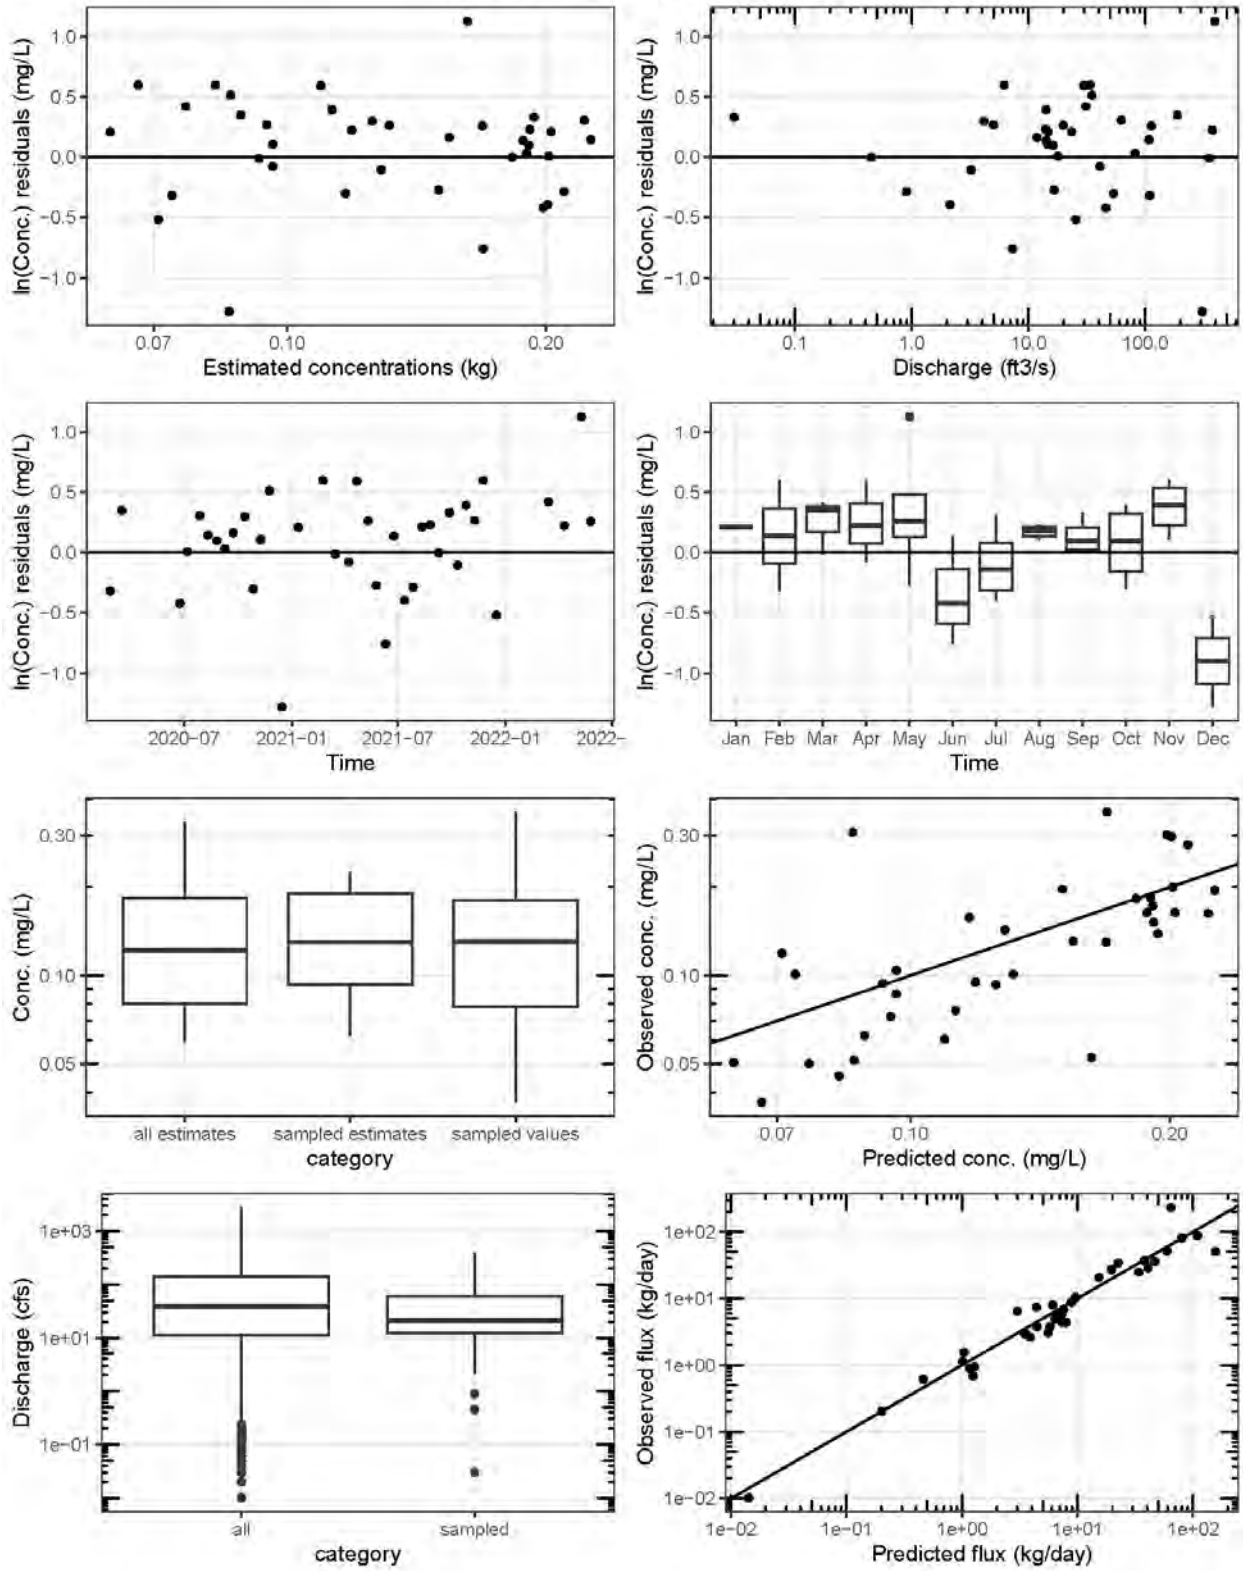 ln(Conc.) residuals (mg/L)
1.0
0.5
0.0
−0.5
−1.0
0.07 0.10 0.20
Estimated concentrations (kg)
ln(Conc.) residuals (mg/L)
1.0
0.5
0.0
−0.5
−1.0
0.1 1.0 10.0 100.0
Discharge (ft3/s)
ln(Conc.) residuals (mg/L)
1.0
0.5
0.0
−0.5
−1.0
2020−07 2021−01 2021−07 2022−01 2022−
Time
ln(Conc.) residuals (mg/L)
1.0
0.5
0.0
−0.5
−1.0
Jan Feb Mar Apr May Jun Jul Aug Sep Oct Nov Dec
Time
Conc. (mg/L)
0.30
0.10
0.05
all estimates sampled estimates sampled values
category
Observed conc. (mg/L)
0.30
0.10
0.05
0.07 0.10 0.20
Predicted conc. (mg/L)
Discharge (cfs)
1e+03
1e+01
1e−01
all sampled
category
Observed flux (kg/day)
1e+02
1e+01
1e+00
1e−01
1e−02
1e−02 1e−01 1e+00 1e+01 1e+02
Predicted flux (kg/day)